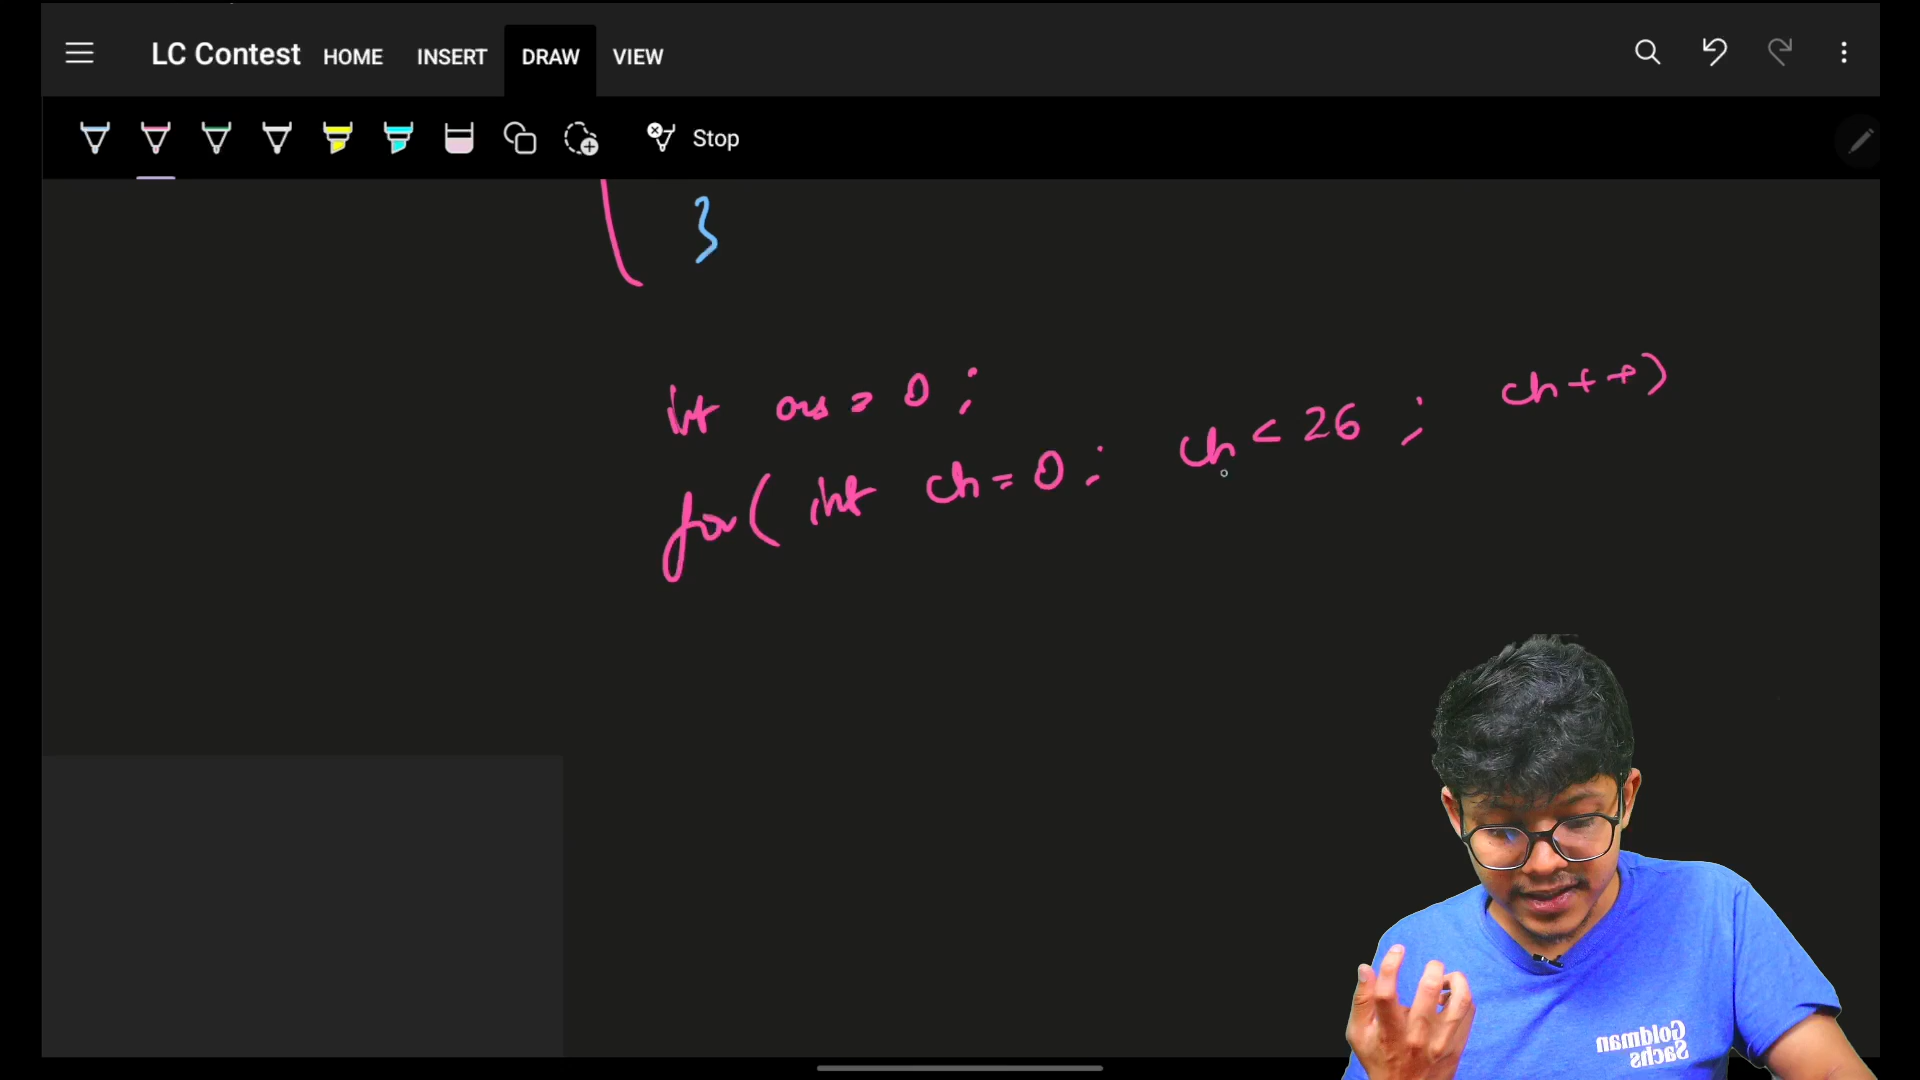 LC Contest HOME INSERT DRAW VIEW
Stop
}
int ans = 0 ;
for( int ch = 0 ; ch < 26 ; ch++)
Goldman
Sachs